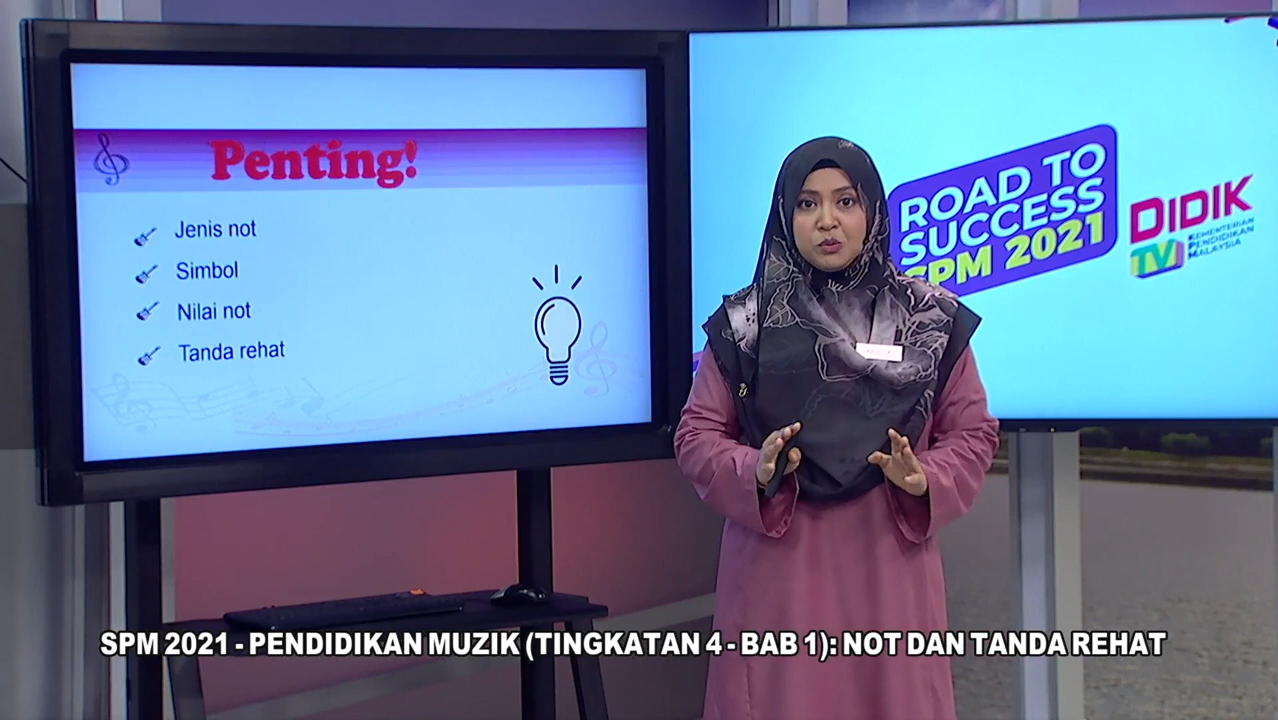 Penting!
Jenis not
Simbol
Nilai not
Tanda rehat
ROAD TO
SUCCESS
SPM 2021
DIDIK
TV
KEMENTERIAN
PENDIDIKAN
MALAYSIA
SPM 2021 - PENDIDIKAN MUZIK (TINGKATAN 4 - BAB 1): NOT DAN TANDA REHAT